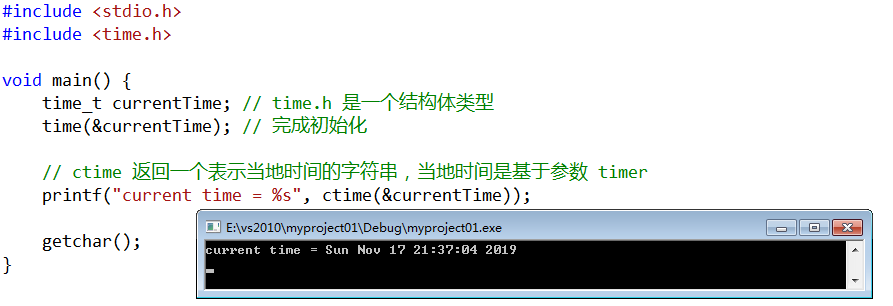 #include <stdio.h>
#include <time.h>
void main() {
time_t currentTime; // time.h 是一个结构体类型
time(&currentTime); // 完成初始化
// ctime 返回一个表示当地时间的字符串，当地时间是基于参数 timer
printf("current time = %s", ctime(&currentTime));
getchar();
}
E:\vs2010\myproject01\Debug\myproject01.exe
current time = Sun Nov 17 21:37:04 2019